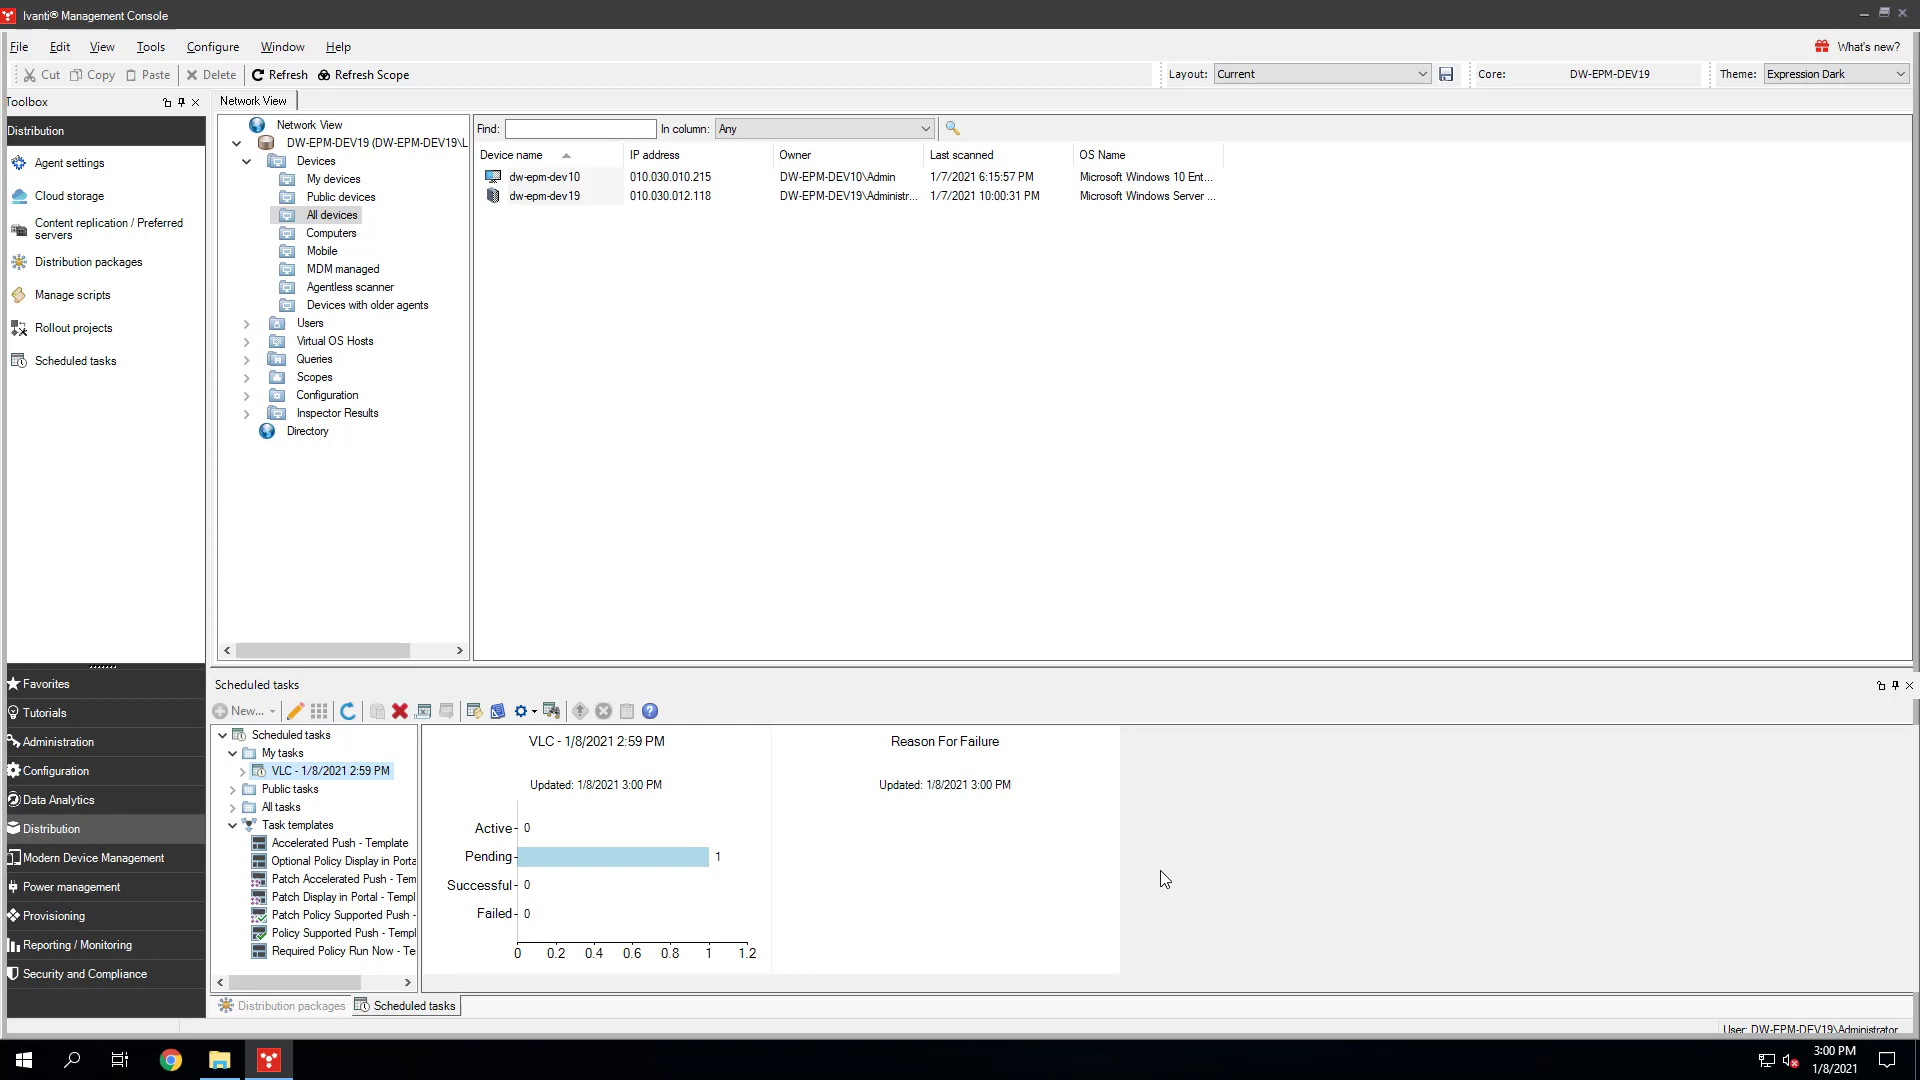 Ivanti® Management Console
File Edit View Tools Configure Window Help What's new?
Cut Copy Paste Delete Refresh Refresh Scope Layout: Current Core: DW-EPM-DEV19 Theme: Expression Dark
Toolbox
Distribution
Agent settings
Cloud storage
Content replication / Preferred
servers
Distribution packages
Manage scripts
Rollout projects
Scheduled tasks
Favorites
Tutorials
Administration
Configuration
Data Analytics
Distribution
Modern Device Management
Power management
Provisioning
Reporting / Monitoring
Security and Compliance
Network View
Network View
DW-EPM-DEV19 (DW-EPM-DEV19\L
Devices
My devices
Public devices
All devices
Computers
Mobile
MDM managed
Agentless scanner
Devices with older agents
Users
Virtual OS Hosts
Queries
Scopes
Configuration
Inspector Results
Directory
Find: In column: Any
Device name IP address Owner Last scanned OS Name
dw-epm-dev10 010.030.010.215 DW-EPM-DEV10\Admin 1/7/2021 6:15:57 PM Microsoft Windows 10 Ent...
dw-epm-dev19 010.030.012.118 DW-EPM-DEV19\Administr... 1/7/2021 10:00:31 PM Microsoft Windows Server ...
Scheduled tasks
New...
Scheduled tasks
My tasks
VLC - 1/8/2021 2:59 PM
Public tasks
All tasks
Task templates
Accelerated Push - Template
Optional Policy Display in Porta
Patch Accelerated Push - Tem
Patch Display in Portal - Templ
Patch Policy Supported Push -
Policy Supported Push - Templ
Required Policy Run Now - Te
VLC - 1/8/2021 2:59 PM
Updated: 1/8/2021 3:00 PM
Active 0
Pending 1
Successful 0
Failed 0
0 0.2 0.4 0.6 0.8 1 1.2
Reason For Failure
Updated: 1/8/2021 3:00 PM
Distribution packages Scheduled tasks
User: DW-EPM-DEV19\Administrator
3:00 PM
1/8/2021